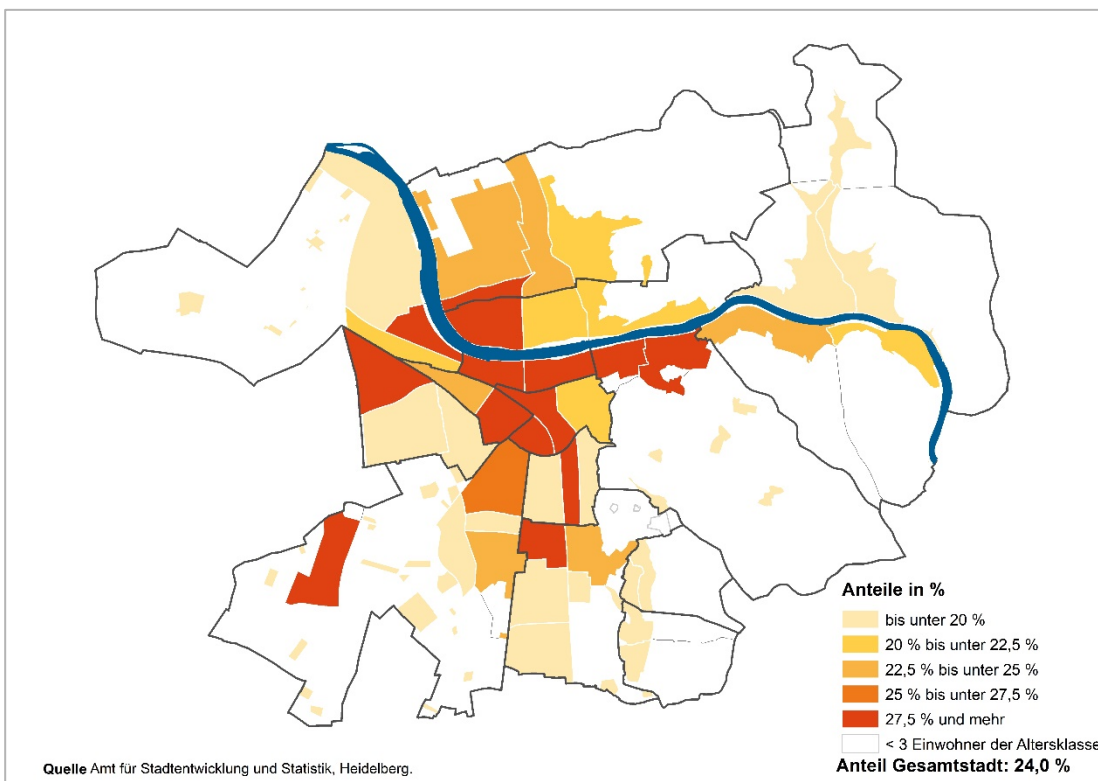 Anteile in %
bis unter 20 %
20 % bis unter 22,5 %
22,5 % bis unter 25 %
25 % bis unter 27,5 %
27,5 % und mehr
< 3 Einwohner der Altersklasse
Anteil Gesamtstadt: 24,0 %
Quelle Amt für Stadtentwicklung und Statistik, Heidelberg.